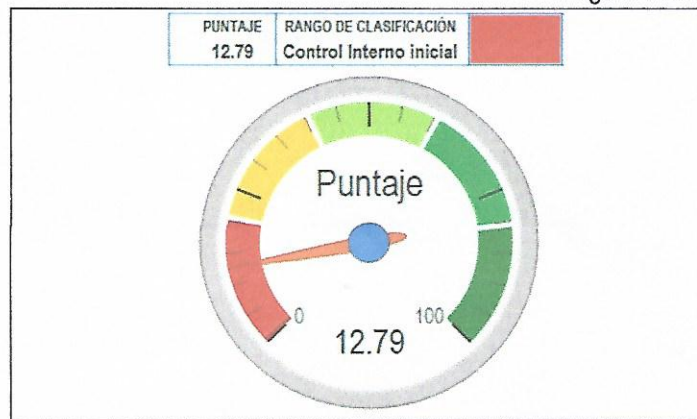 PUNTAJE RANGO DE CLASIFICACIÓN
12.79 Control Interno inicial
Puntaje
0 100
12.79